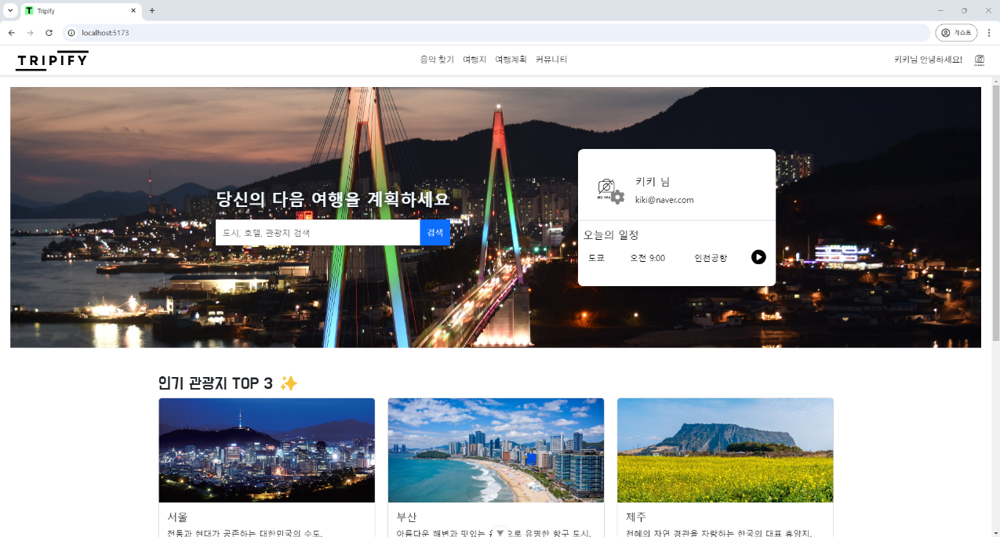 Tripify
localhost:5173
게스트
TRIPIFY
음악 찾기 여행지 여행계획 커뮤니티
키키님 안녕하세요!
당신의 다음 여행을 계획하세요
도시, 호텔, 관광지 검색
검색
키키 님
kiki@naver.com
오늘의 일정
도쿄 오전 9:00 인천공항
인기 관광지 TOP 3
서울
전통과 현대가 공존하는 대한민국의 수도.
부산
아름다운 해변과 맛있는 유명한 항구 도시.
제주
천혜의 자연 경관을 자랑하는 한국의 대표 휴양지.